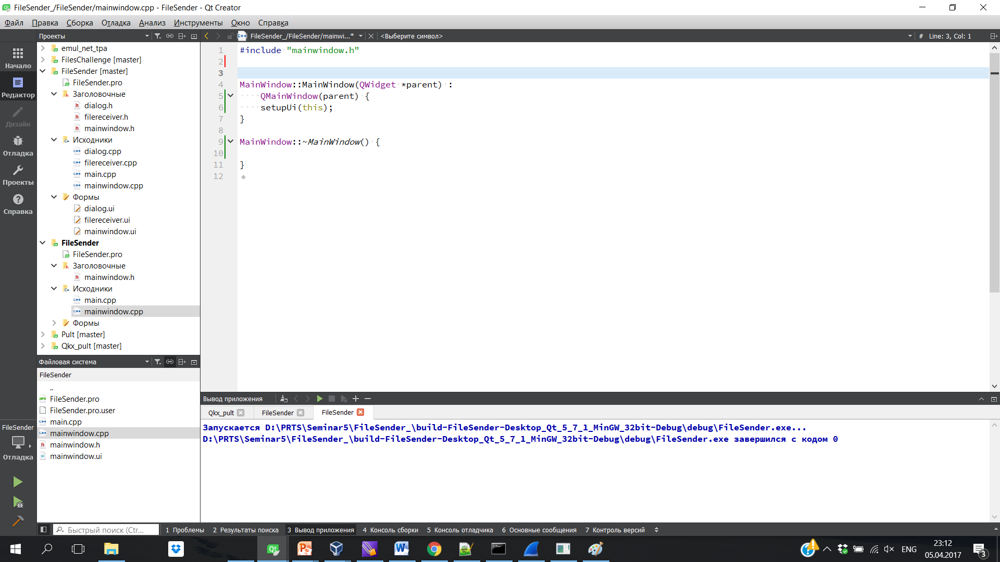 FileSender_/FileSender/mainwindow.cpp - FileSender - Qt Creator
Файл Правка Сборка Отладка Анализ Инструменты Окно Справка
Проекты
FileSender_/FileSender/mainwi...*
<Выберите символ>
# Line: 3, Col: 1
Начало
Редактор
Дизайн
Отладка
Проекты
Справка
emul_net_tpa
FilesChallenge [master]
FileSender [master]
FileSender.pro
Заголовочные
dialog.h
filereceiver.h
mainwindow.h
Исходники
dialog.cpp
filereceiver.cpp
main.cpp
mainwindow.cpp
Формы
dialog.ui
filereceiver.ui
mainwindow.ui
FileSender
FileSender.pro
Заголовочные
mainwindow.h
Исходники
main.cpp
mainwindow.cpp
Формы
Pult [master]
Qkx_pult [master]
1 #include "mainwindow.h"
2
3
4 MainWindow::MainWindow(QWidget *parent) :
5 QMainWindow(parent) {
6 setupUi(this);
7 }
8
9 MainWindow::~MainWindow() {
10
11 }
12
Файловая система
FileSender
..
FileSender.pro
FileSender.pro.user
main.cpp
mainwindow.cpp
mainwindow.h
mainwindow.ui
FileSender
Отладка
Вывод приложения
Qkx_pult FileSender FileSender
Запускается D:\PRTS\Seminar5\FileSender_\build-FileSender-Desktop_Qt_5_7_1_MinGW_32bit-Debug\debug\FileSender.exe...
D:\PRTS\Seminar5\FileSender_\build-FileSender-Desktop_Qt_5_7_1_MinGW_32bit-Debug\debug\FileSender.exe завершился с кодом 0
Быстрый поиск (Ctr...
1 Проблемы 2 Результаты поиска 3 Вывод приложения 4 Консоль сборки 5 Консоль отладчика 6 Основные сообщения 7 Контроль версий
ENG
23:12
05.04.2017
3